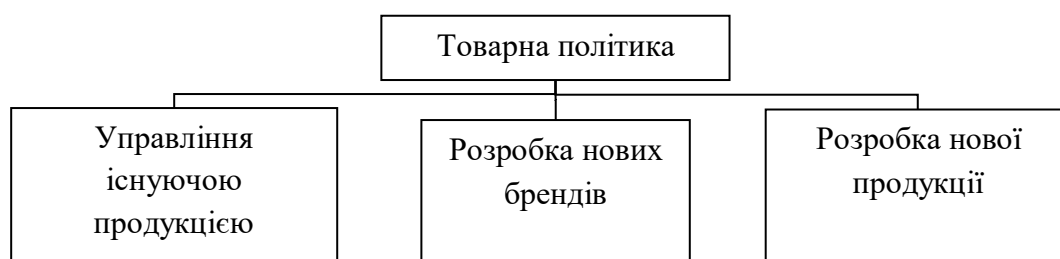 Товарна політика
Управління
існуючою
продукцією
Розробка нових
брендів
Розробка нової
продукції